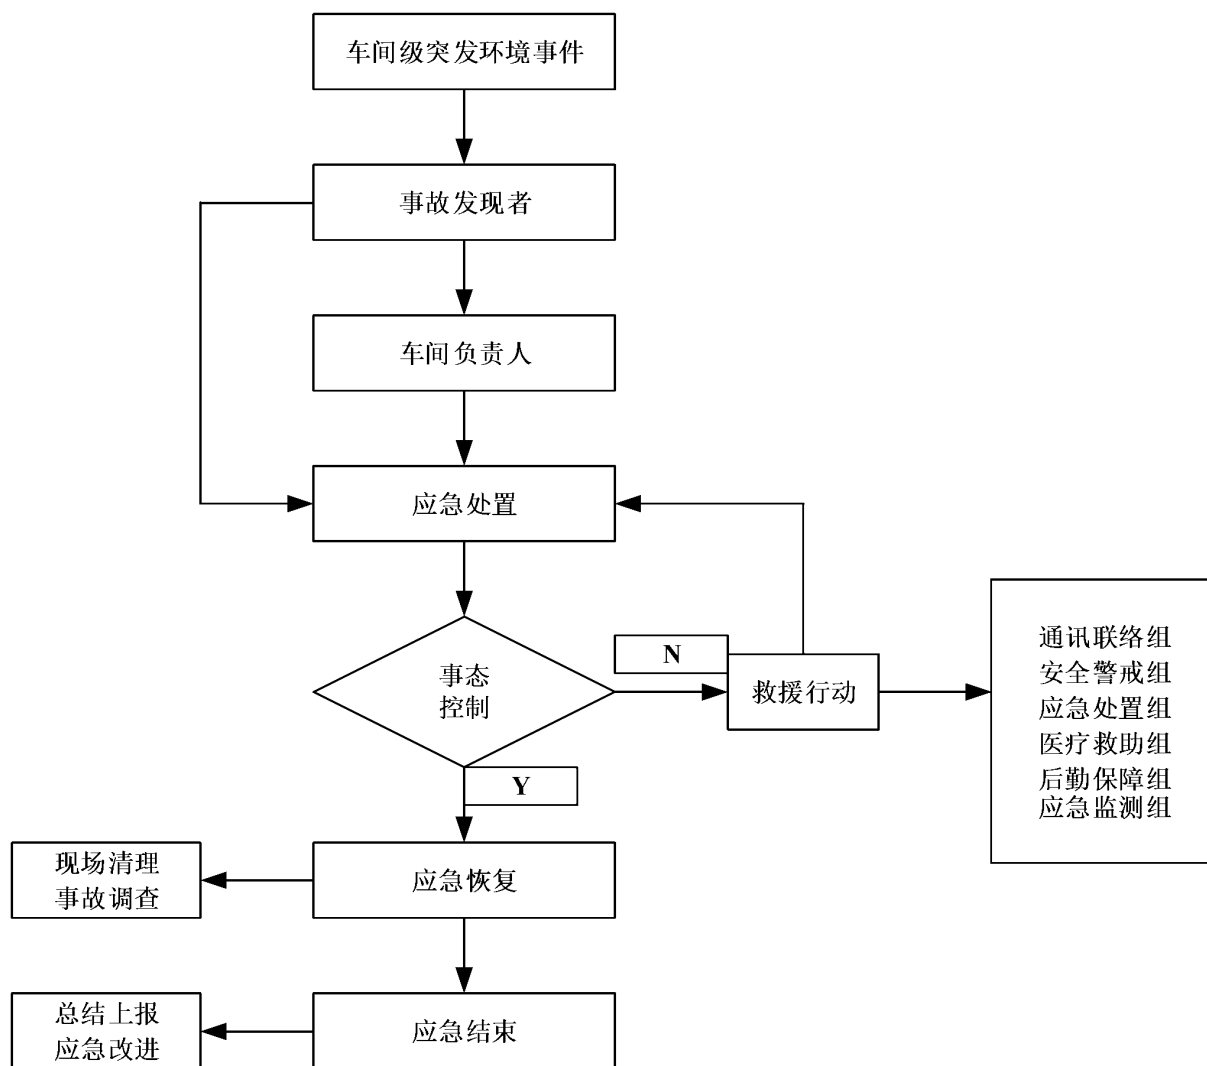 车间级突发环境事件
事故发现者
车间负责人
应急处置
事态
控制
N
救援行动
通讯联络组
安全警戒组
应急处置组
医疗救助组
后勤保障组
应急监测组
Y
现场清理
事故调查
应急恢复
总结上报
应急改进
应急结束